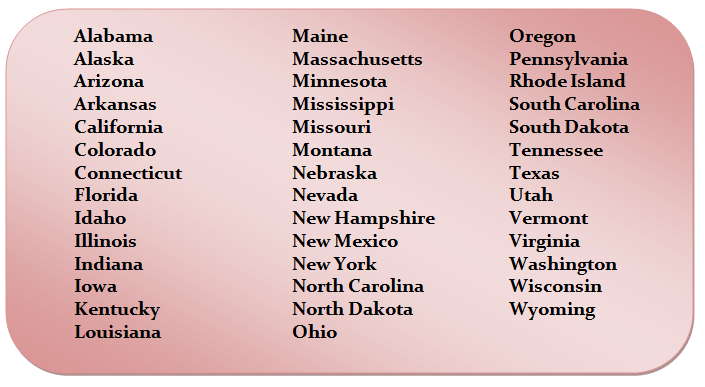 Alabama
Alaska
Arizona
Arkansas
California
Colorado
Connecticut
Florida
Idaho
Illinois
Indiana
Iowa
Kentucky
Louisiana
Maine
Massachusetts
Minnesota
Mississippi
Missouri
Montana
Nebraska
Nevada
New Hampshire
New Mexico
New York
North Carolina
North Dakota
Ohio
Oregon
Pennsylvania
Rhode Island
South Carolina
South Dakota
Tennessee
Texas
Utah
Vermont
Virginia
Washington
Wisconsin
Wyoming